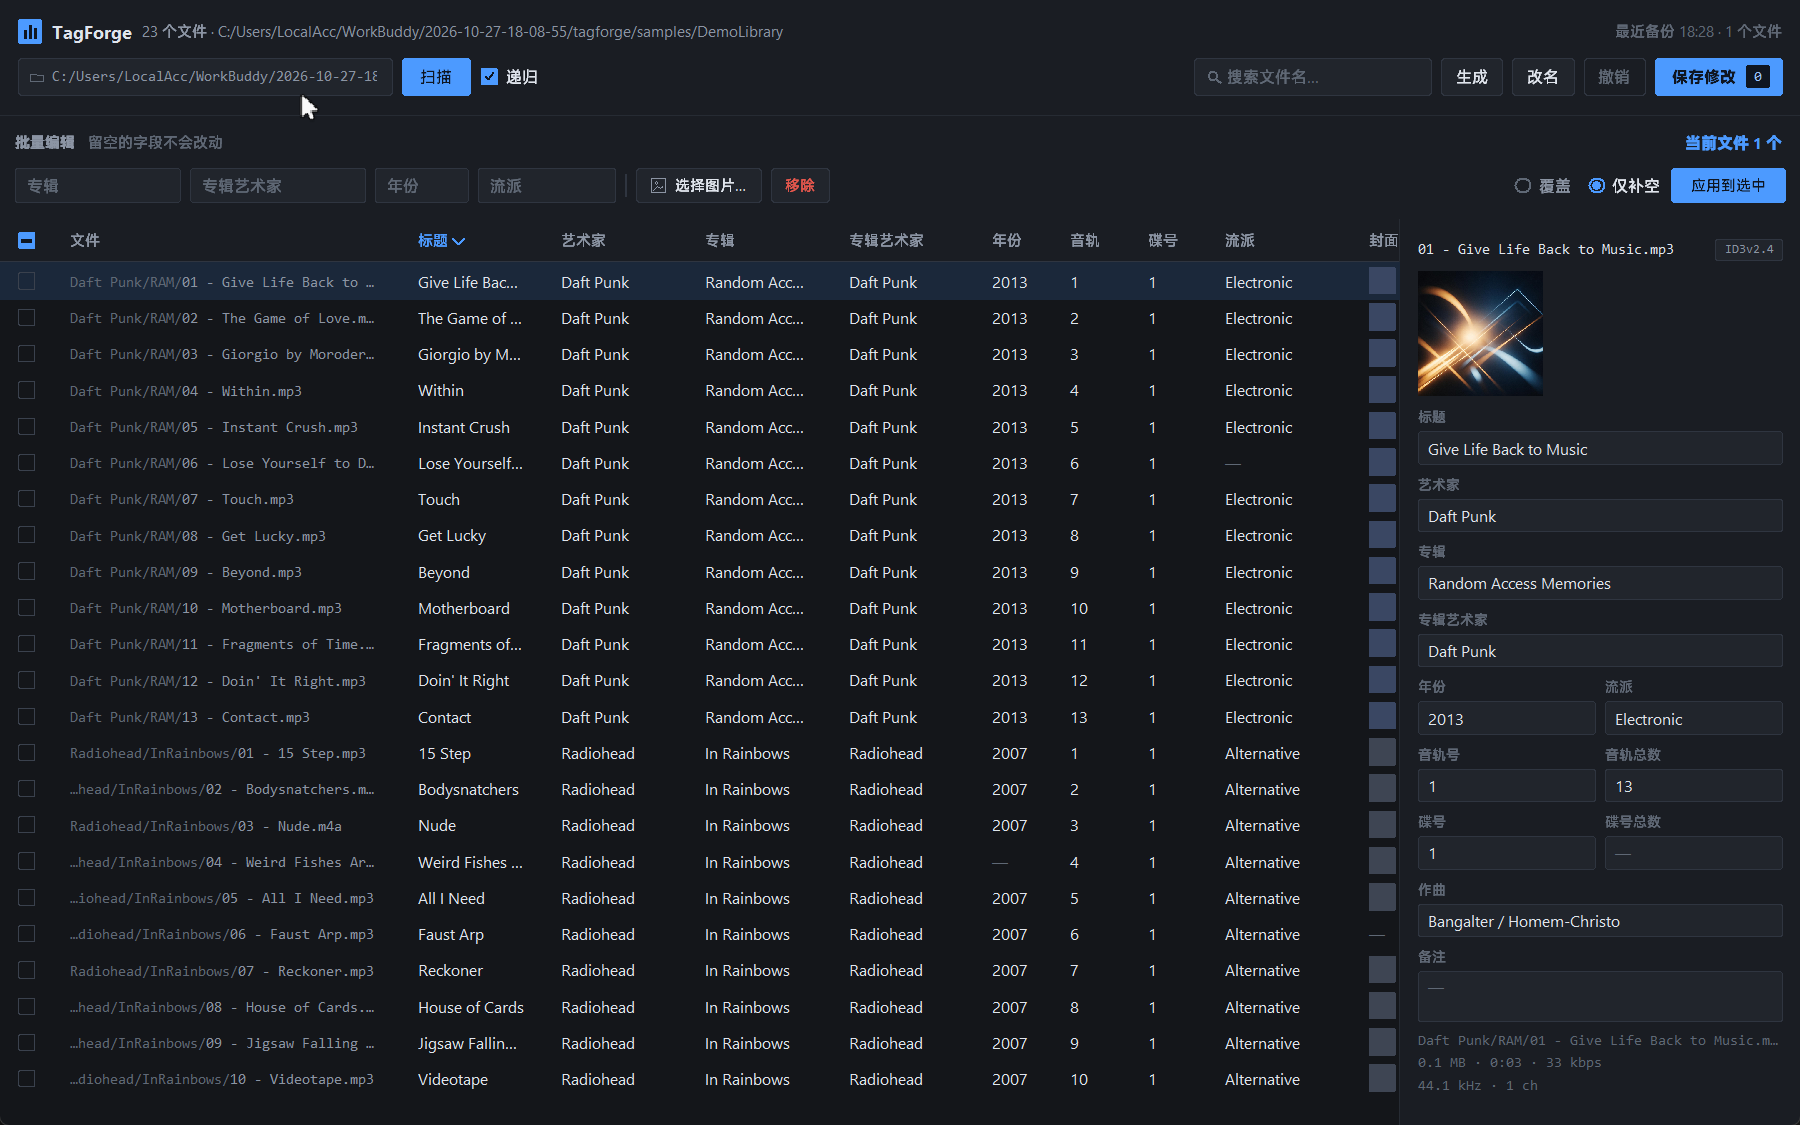 TagForge 23 个文件 · C:/Users/LocalAcc/WorkBuddy/2026-10-27-18-08-55/tagforge/samples/DemoLibrary 最近备份 18:28 · 1 个文件
C:/Users/LocalAcc/WorkBuddy/2026-10-27-18 扫描 递归 搜索文件名... 生成 改名 撤销 保存修改 0
批量编辑 留空的字段不会改动 当前文件 1 个
专辑 专辑艺术家 年份 流派 选择图片... 移除 覆盖 仅补空 应用到选中
文件 标题 艺术家 专辑 专辑艺术家 年份 音轨 碟号 流派 封面
Daft Punk/RAM/01 - Give Life Back to … Give Life Bac... Daft Punk Random Acc... Daft Punk 2013 1 1 Electronic
Daft Punk/RAM/02 - The Game of Love.m… The Game of ... Daft Punk Random Acc... Daft Punk 2013 2 1 Electronic
Daft Punk/RAM/03 - Giorgio by Moroder… Giorgio by M... Daft Punk Random Acc... Daft Punk 2013 3 1 Electronic
Daft Punk/RAM/04 - Within.mp3 Within Daft Punk Random Acc... Daft Punk 2013 4 1 Electronic
Daft Punk/RAM/05 - Instant Crush.mp3 Instant Crush Daft Punk Random Acc... Daft Punk 2013 5 1 Electronic
Daft Punk/RAM/06 - Lose Yourself to D… Lose Yourself... Daft Punk Random Acc... Daft Punk 2013 6 1 —
Daft Punk/RAM/07 - Touch.mp3 Touch Daft Punk Random Acc... Daft Punk 2013 7 1 Electronic
Daft Punk/RAM/08 - Get Lucky.mp3 Get Lucky Daft Punk Random Acc... Daft Punk 2013 8 1 Electronic
Daft Punk/RAM/09 - Beyond.mp3 Beyond Daft Punk Random Acc... Daft Punk 2013 9 1 Electronic
Daft Punk/RAM/10 - Motherboard.mp3 Motherboard Daft Punk Random Acc... Daft Punk 2013 10 1 Electronic
Daft Punk/RAM/11 - Fragments of Time.… Fragments of... Daft Punk Random Acc... Daft Punk 2013 11 1 Electronic
Daft Punk/RAM/12 - Doin' It Right.mp3 Doin' It Right Daft Punk Random Acc... Daft Punk 2013 12 1 Electronic
Daft Punk/RAM/13 - Contact.mp3 Contact Daft Punk Random Acc... Daft Punk 2013 13 1 Electronic
Radiohead/InRainbows/01 - 15 Step.mp3 15 Step Radiohead In Rainbows Radiohead 2007 1 1 Alternative
…head/InRainbows/02 - Bodysnatchers.m… Bodysnatchers Radiohead In Rainbows Radiohead 2007 2 1 Alternative
Radiohead/InRainbows/03 - Nude.m4a Nude Radiohead In Rainbows Radiohead 2007 3 1 Alternative
…head/InRainbows/04 - Weird Fishes Ar… Weird Fishes ... Radiohead In Rainbows Radiohead — 4 1 Alternative
…iohead/InRainbows/05 - All I Need.mp3 All I Need Radiohead In Rainbows Radiohead 2007 5 1 Alternative
…diohead/InRainbows/06 - Faust Arp.mp3 Faust Arp Radiohead In Rainbows Radiohead 2007 6 1 Alternative —
Radiohead/InRainbows/07 - Reckoner.mp3 Reckoner Radiohead In Rainbows Radiohead 2007 7 1 Alternative
…head/InRainbows/08 - House of Cards.… House of Cards Radiohead In Rainbows Radiohead 2007 8 1 Alternative
…head/InRainbows/09 - Jigsaw Falling … Jigsaw Fallin... Radiohead In Rainbows Radiohead 2007 9 1 Alternative
…diohead/InRainbows/10 - Videotape.mp3 Videotape Radiohead In Rainbows Radiohead 2007 10 1 Alternative
01 - Give Life Back to Music.mp3 ID3v2.4
标题
Give Life Back to Music
艺术家
Daft Punk
专辑
Random Access Memories
专辑艺术家
Daft Punk
年份 流派
2013 Electronic
音轨号 音轨总数
1 13
碟号 碟号总数
1 —
作曲
Bangalter / Homem-Christo
备注
—
Daft Punk/RAM/01 - Give Life Back to Music.m…
0.1 MB · 0:03 · 33 kbps
44.1 kHz · 1 ch